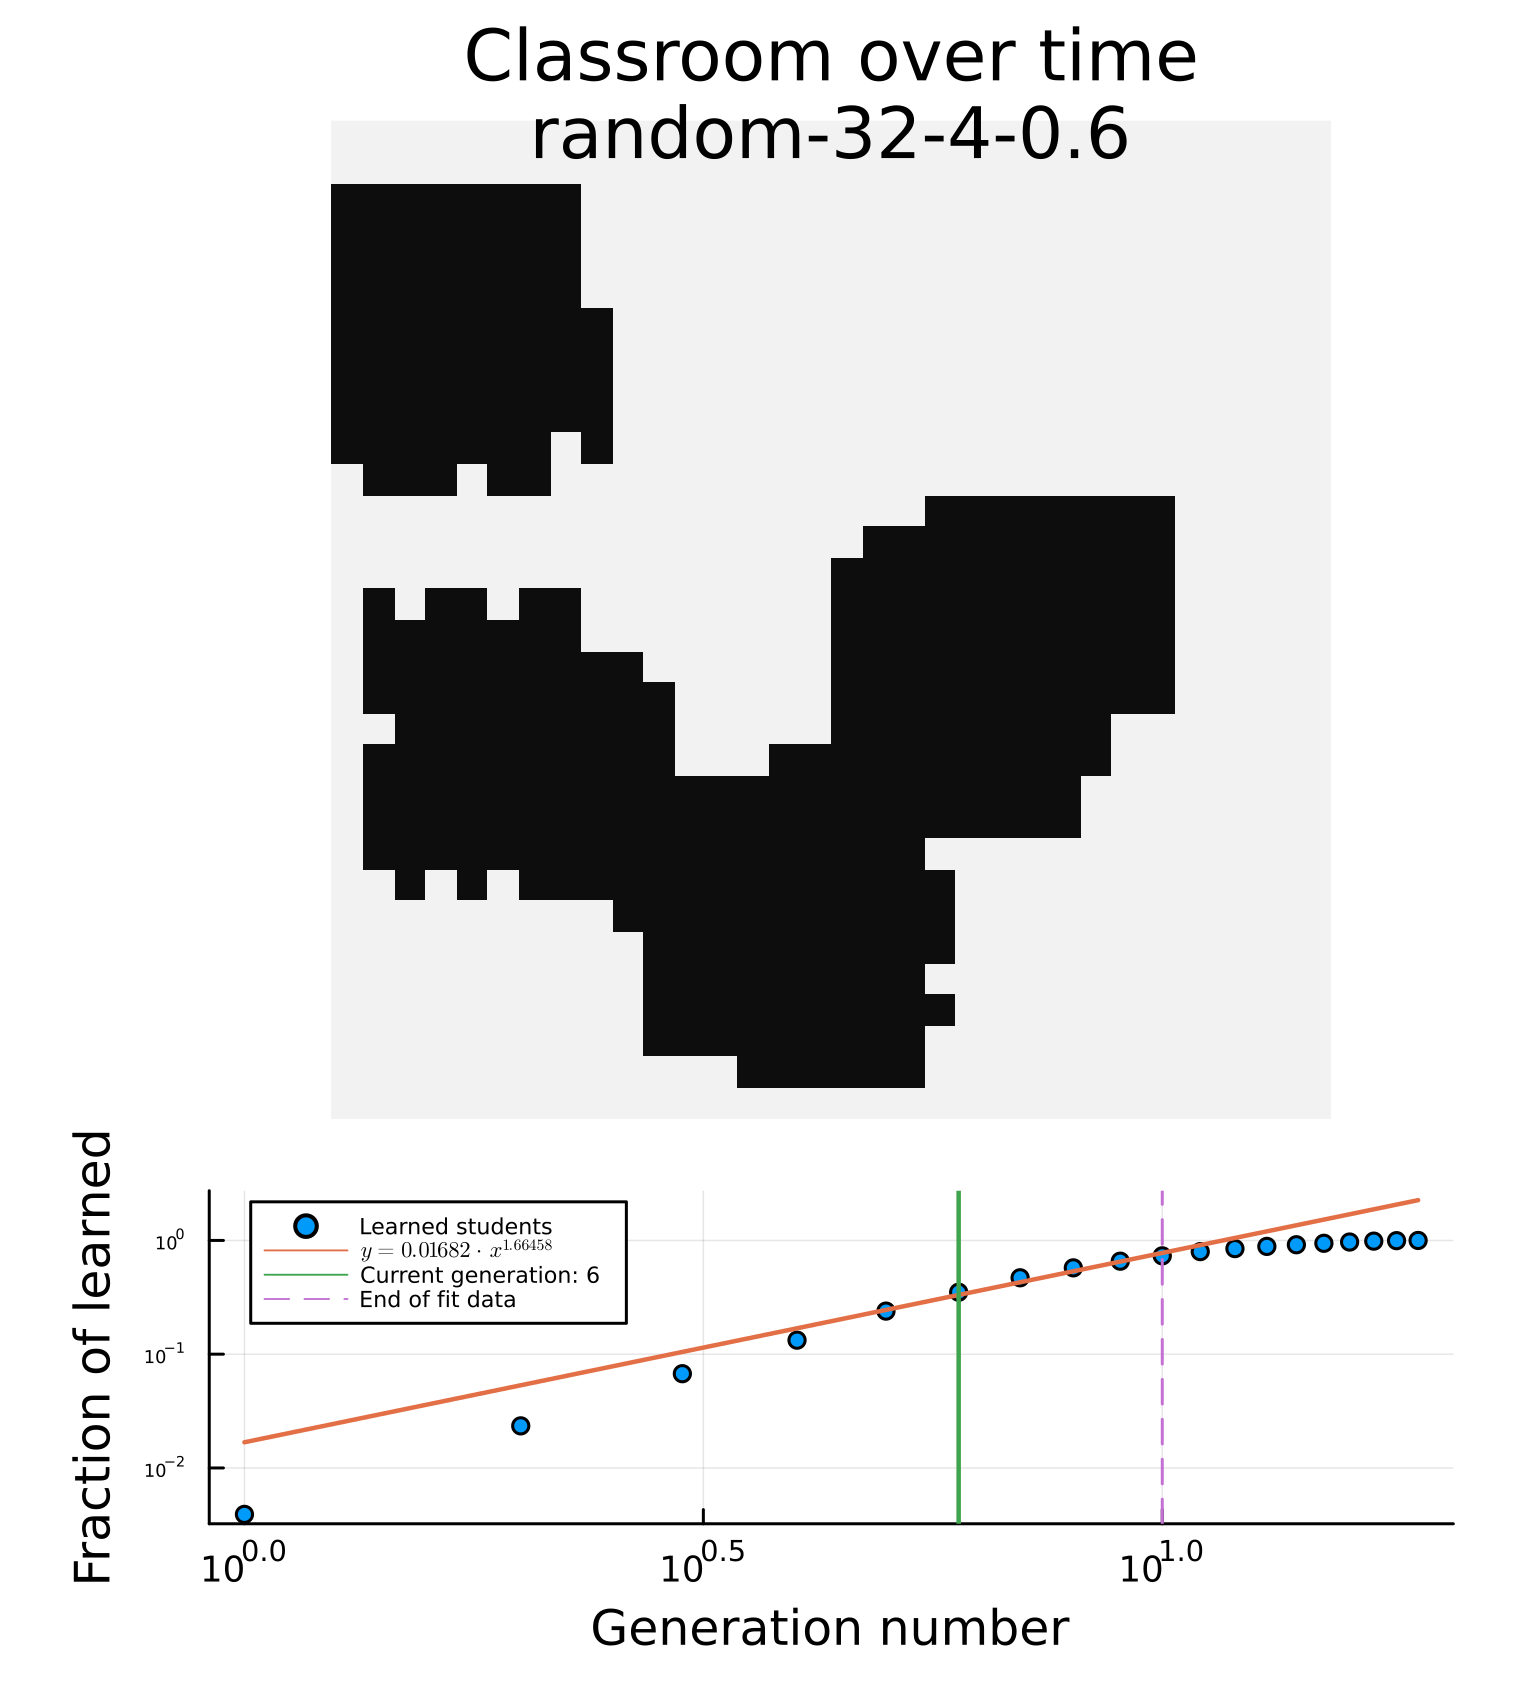 Classroom over time
random-32-4-0.6
Fraction of learned
10⁰
10⁻¹
10⁻²
Learned students
y = 0.01682 · x^1.66458
Current generation: 6
End of fit data
10^0.0
10^0.5
10^1.0
Generation number